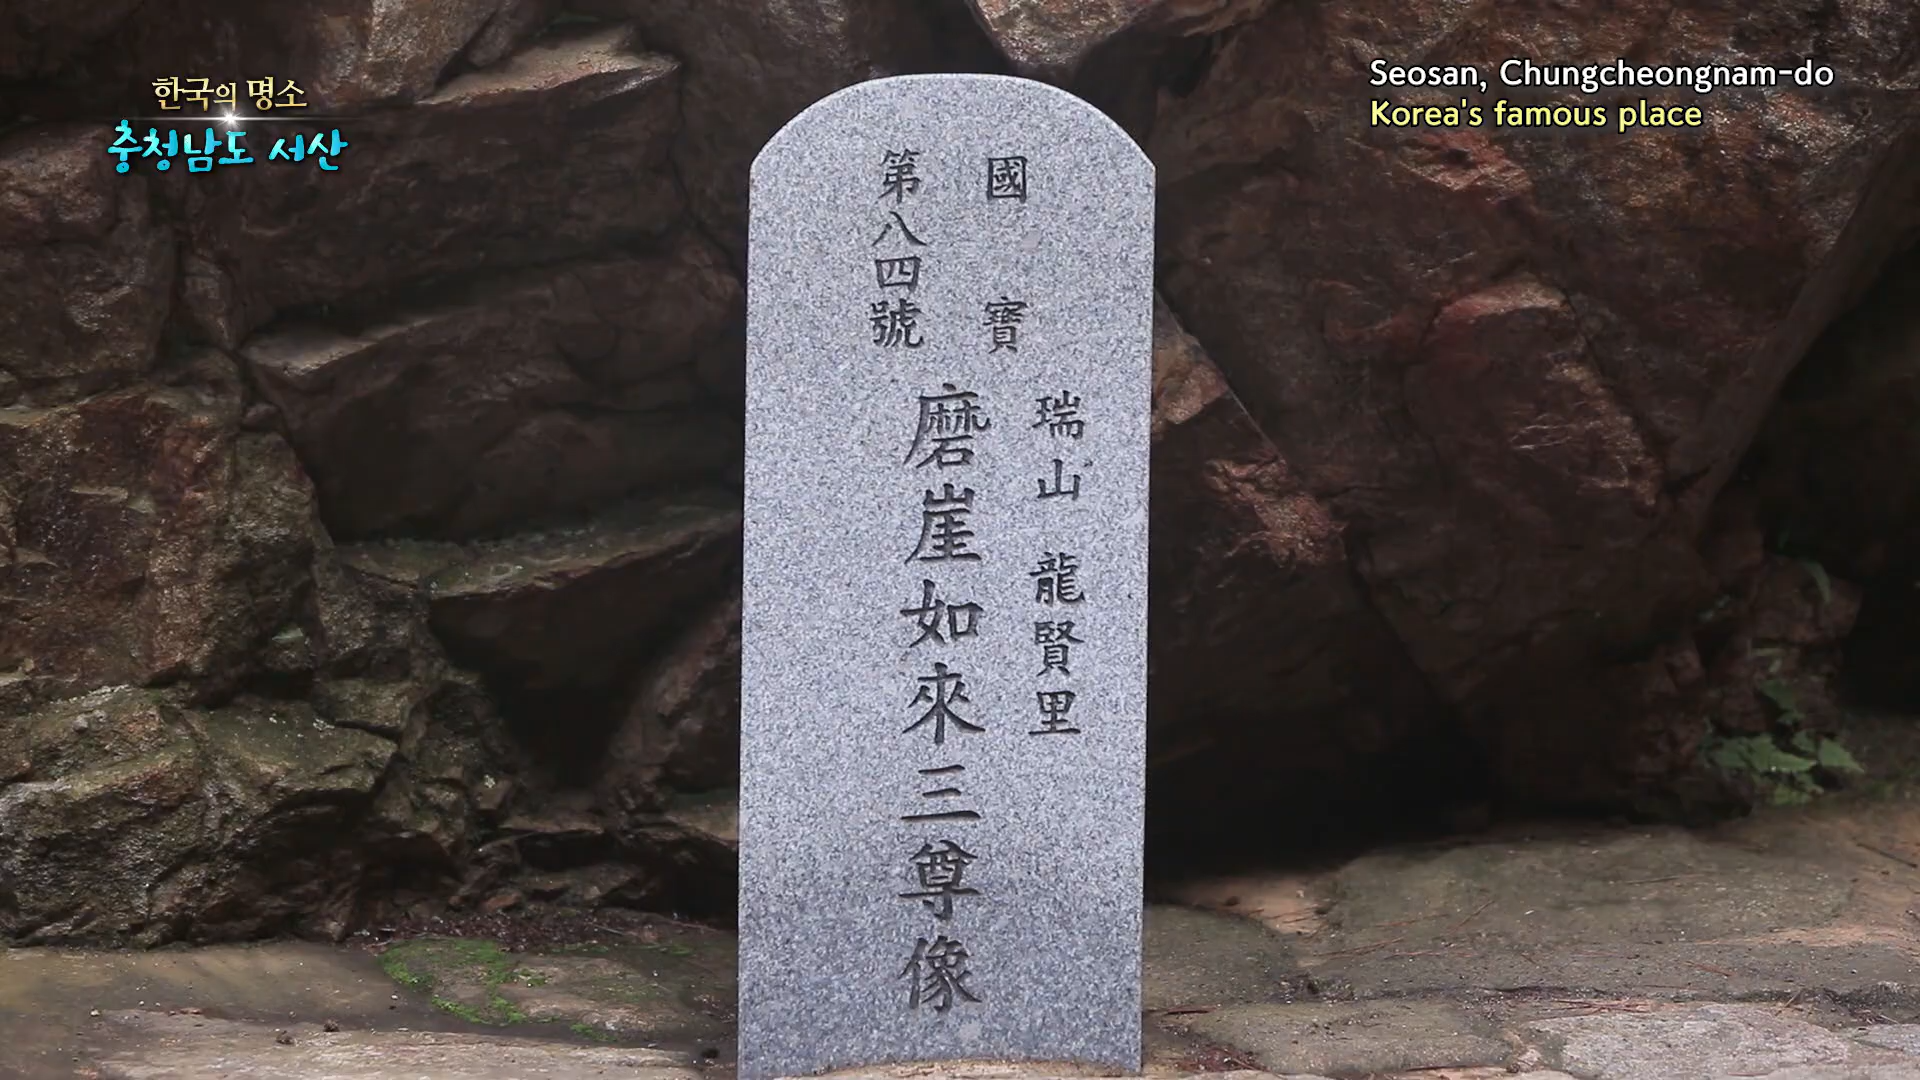 한국의 명소
충청남도 서산
Seosan, Chungcheongnam-do
Korea's famous place
國寶
第八四號
瑞山 龍賢里
磨崖如來三尊像